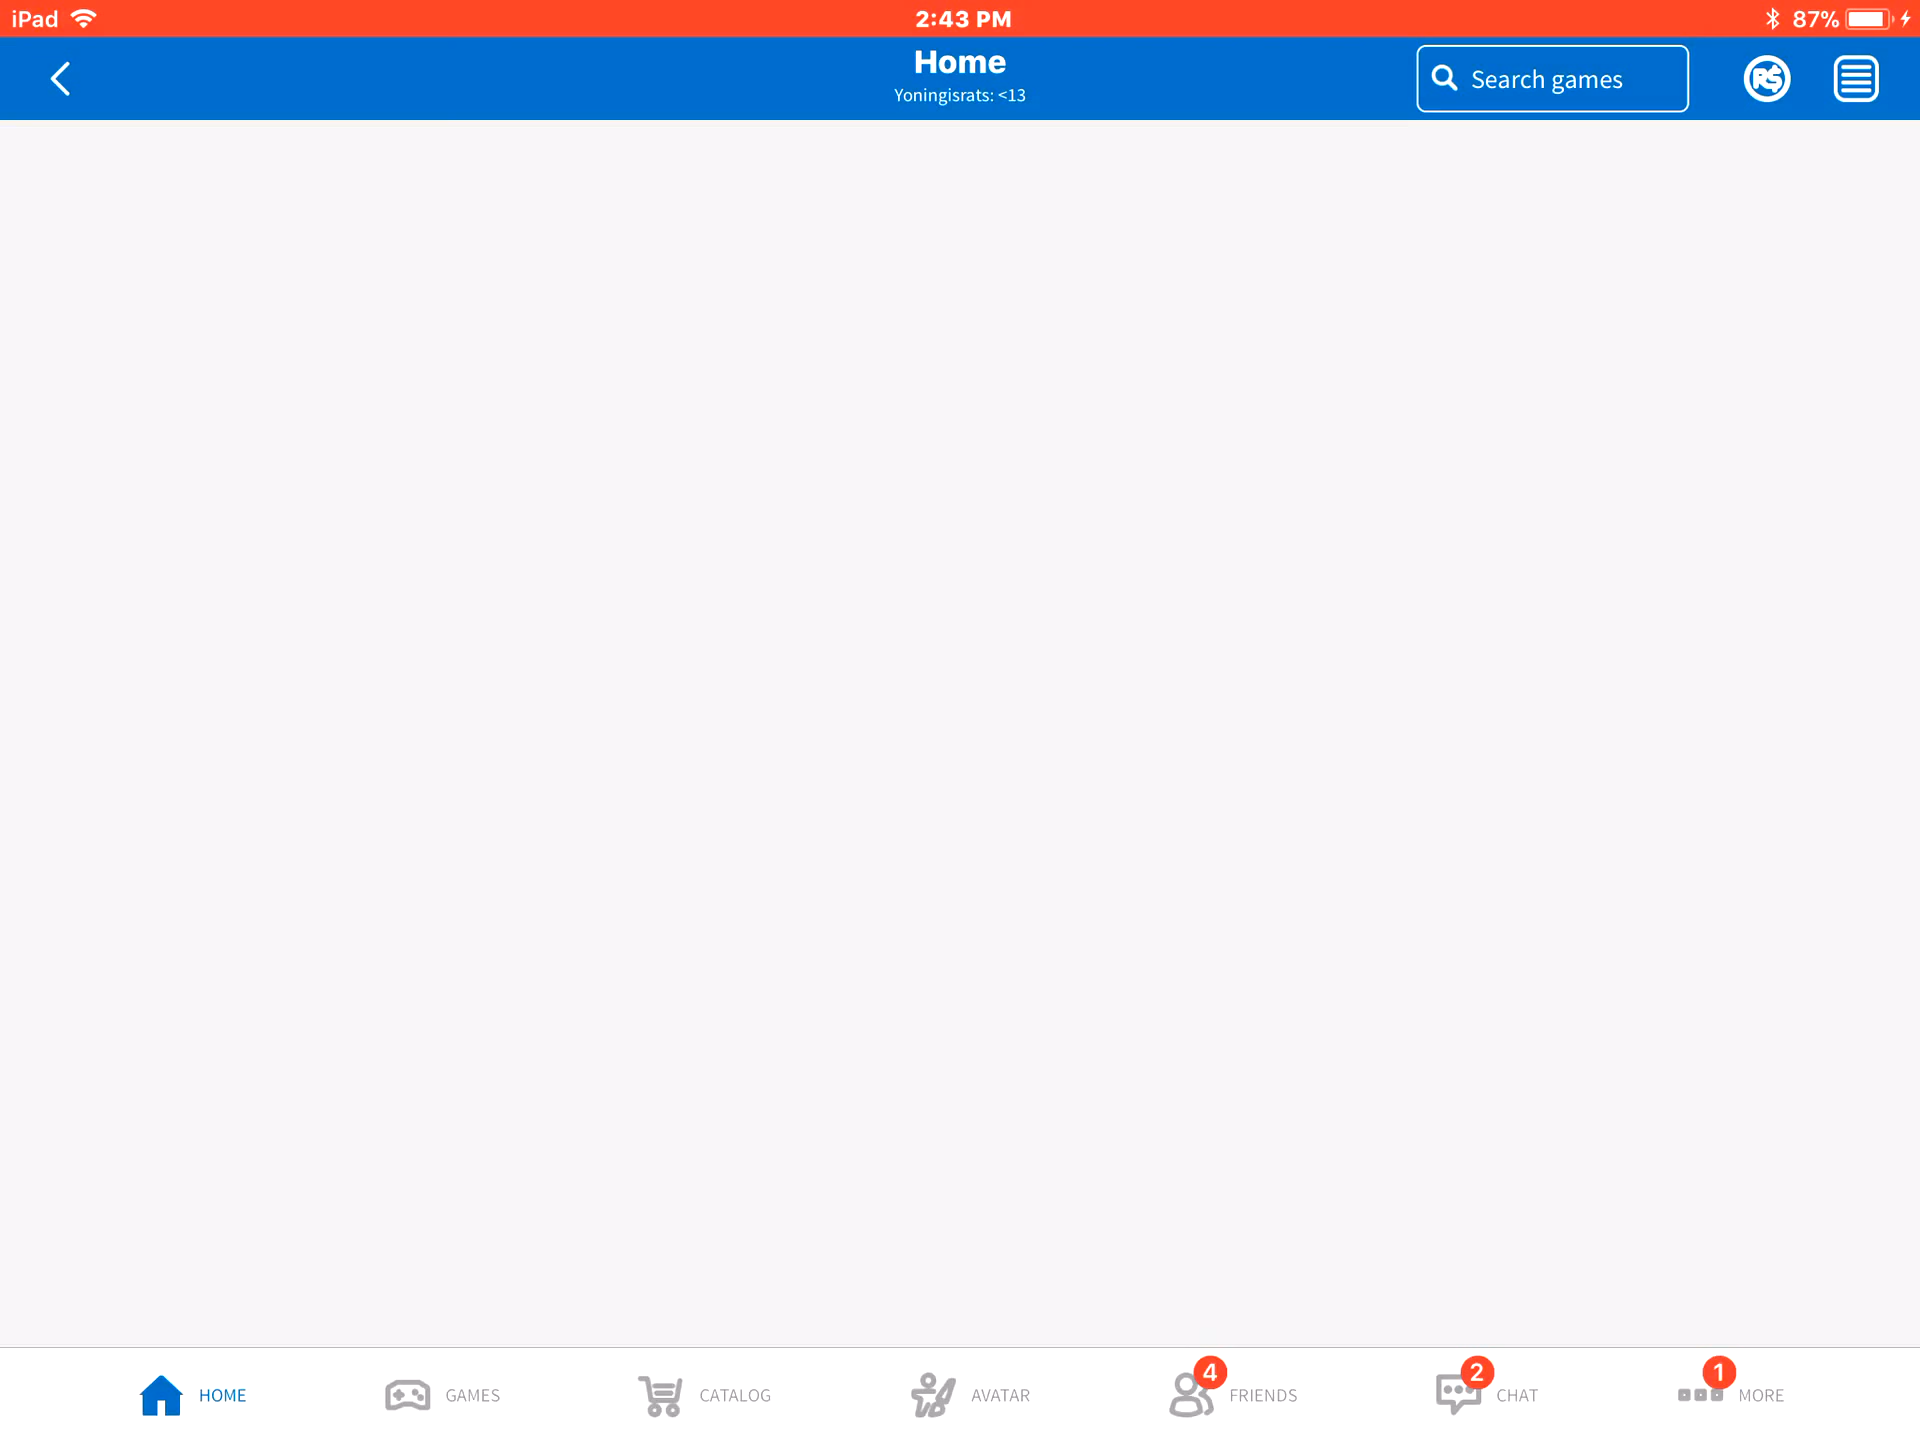 iPad 2:43 PM 87%
Home
Yoningisrats: <13
Search games
R$
HOME GAMES CATALOG AVATAR 4 FRIENDS 2 CHAT 1 MORE